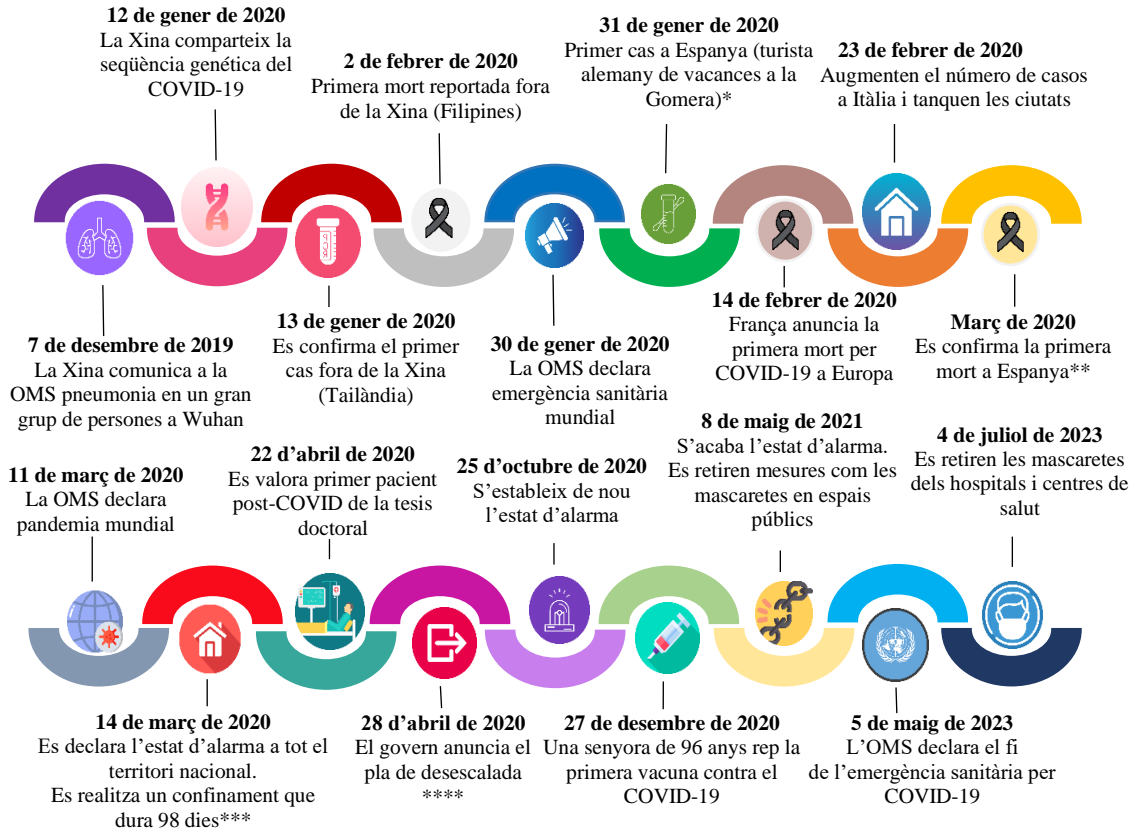 12 de gener de 2020
La Xina comparteix la
seqüència genética del
COVID-19
2 de febrer de 2020
Primera mort reportada fora
de la Xina (Filipines)
31 de gener de 2020
Primer cas a Espanya (turista
alemany de vacances a la
Gomera)*
23 de febrer de 2020
Augmenten el número de casos
a Itàlia i tanquen les ciutats
7 de desembre de 2019
La Xina comunica a la
OMS pneumonia en un gran
grup de persones a Wuhan
13 de gener de 2020
Es confirma el primer
cas fora de la Xina
(Tailàndia)
30 de gener de 2020
La OMS declara
emergència sanitària
mundial
14 de febrer de 2020
França anuncia la
primera mort per
COVID-19 a Europa
Març de 2020
Es confirma la primera
mort a Espanya**
11 de març de 2020
La OMS declara
pandemia mundial
22 d’abril de 2020
Es valora primer pacient
post-COVID de la tesis
doctoral
25 d’octubre de 2020
S’estableix de nou
l’estat d’alarma
8 de maig de 2021
S’acaba l’estat d’alarma.
Es retiren mesures com les
mascaretes en espais
públics
4 de juliol de 2023
Es retiren les mascaretes
dels hospitals i centres de
salut
14 de març de 2020
Es declara l’estat d’alarma a tot el
territori nacional.
Es realitza un confinament que
dura 98 dies***
28 d’abril de 2020
El govern anuncia el
pla de desescalada
****
27 de desembre de 2020
Una senyora de 96 anys rep la
primera vacuna contra el
COVID-19
5 de maig de 2023
L’OMS declara el fi
de l’emergència sanitària per
COVID-19